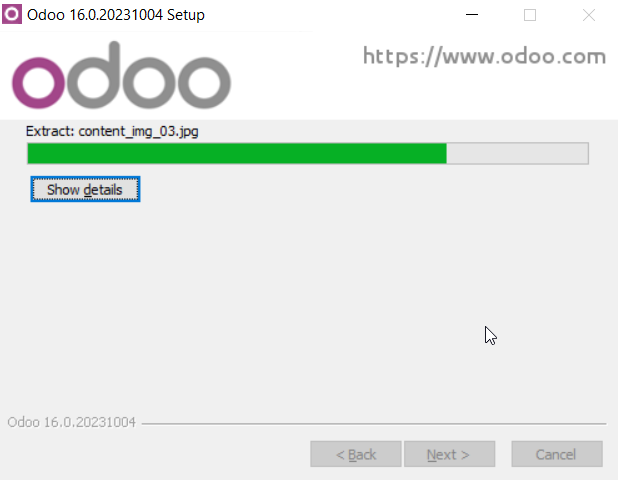 Odoo 16.0.20231004 Setup
odoo
https://www.odoo.com
Extract: content_img_03.jpg
Show details
Odoo 16.0.20231004
< Back
Next >
Cancel